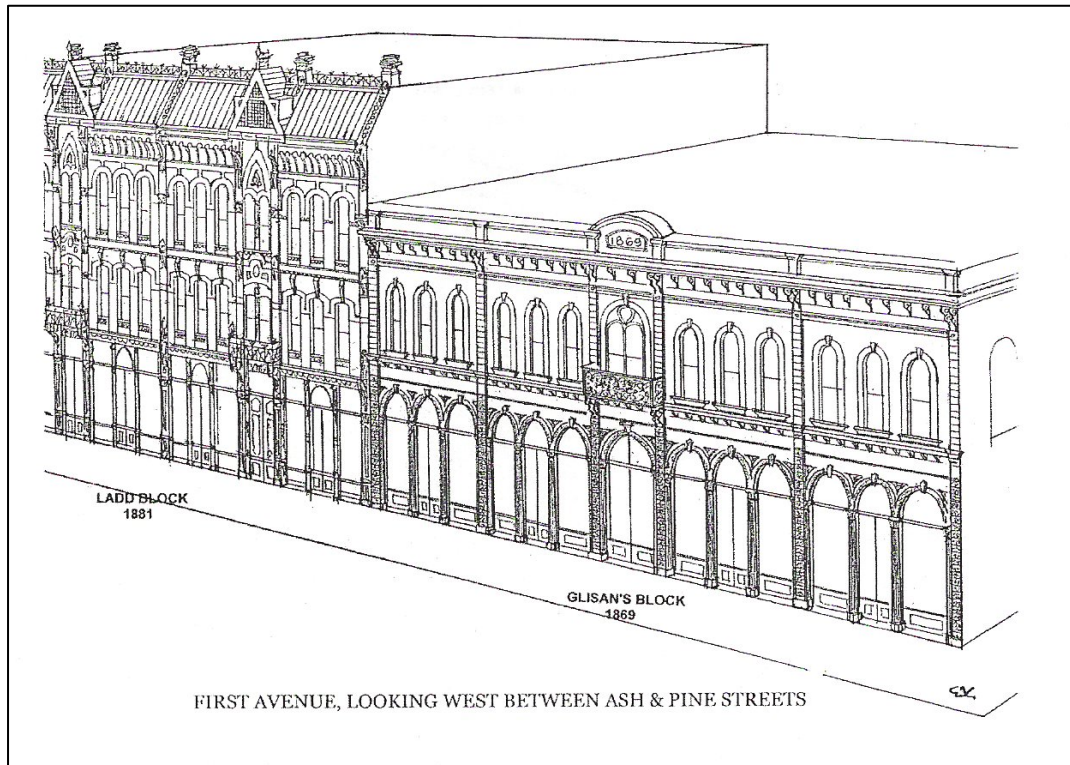 1869
LADD BLOCK
1881
GLISAN'S BLOCK
1869
FIRST AVENUE, LOOKING WEST BETWEEN ASH & PINE STREETS